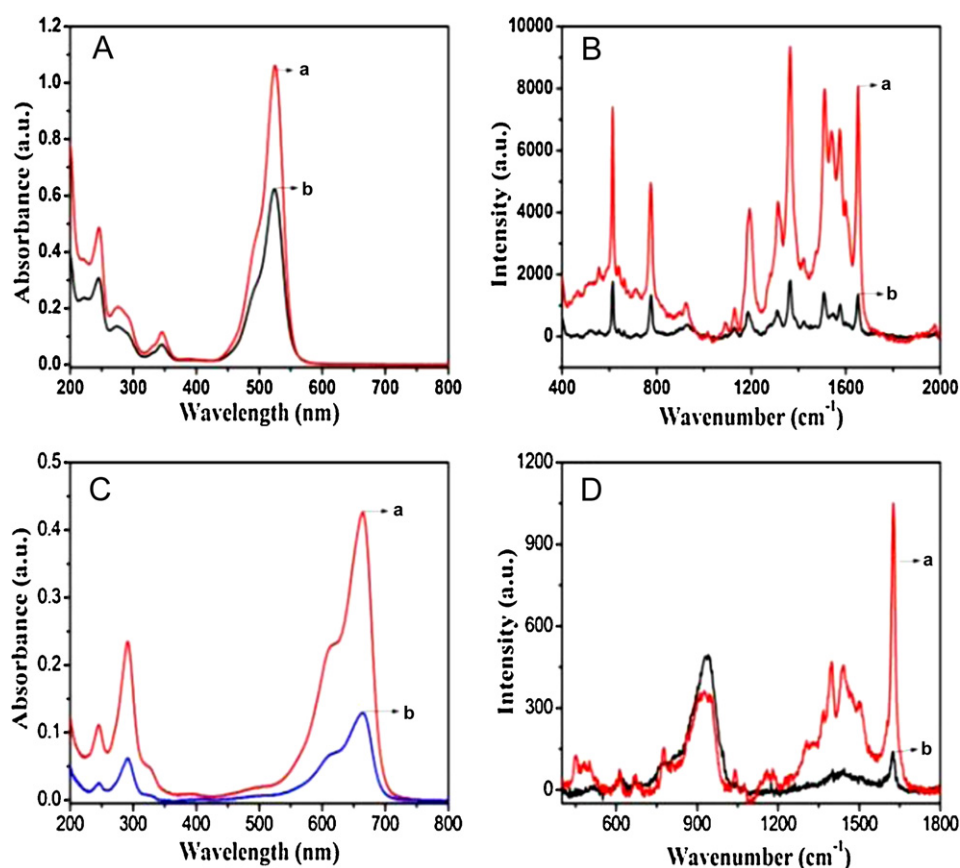 A
a
b
1.2
1.0
0.8
0.6
0.4
0.2
0.0
200 300 400 500 600 700 800
Absorbance (a.u.)
Wavelength (nm)
B
a
b
10000
8000
6000
4000
2000
0
400 800 1200 1600 2000
Intensity (a.u.)
Wavenumber (cm⁻¹)
C
a
b
0.5
0.4
0.3
0.2
0.1
0.0
200 300 400 500 600 700 800
Absorbance (a.u.)
Wavelength (nm)
D
a
b
1200
900
600
300
0
600 900 1200 1500 1800
Intensity (a.u.)
Wavenumber (cm⁻¹)